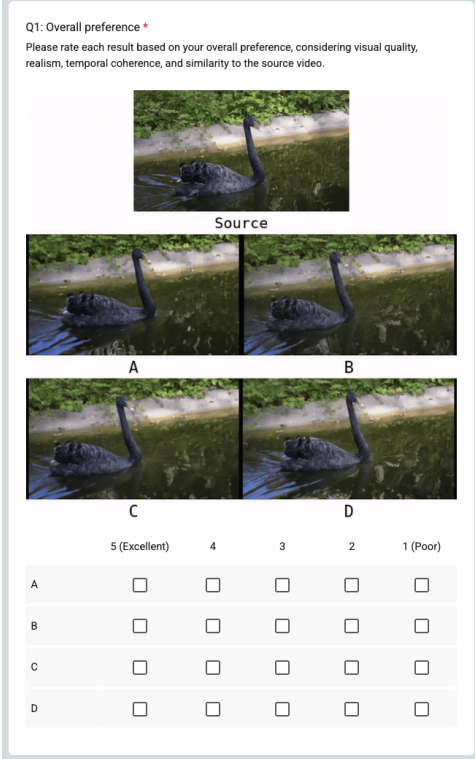 Q1: Overall preference *
Please rate each result based on your overall preference, considering visual quality,
realism, temporal coherence, and similarity to the source video.
Source
A B
C D
5 (Excellent) 4 3 2 1 (Poor)
A
B
C
D